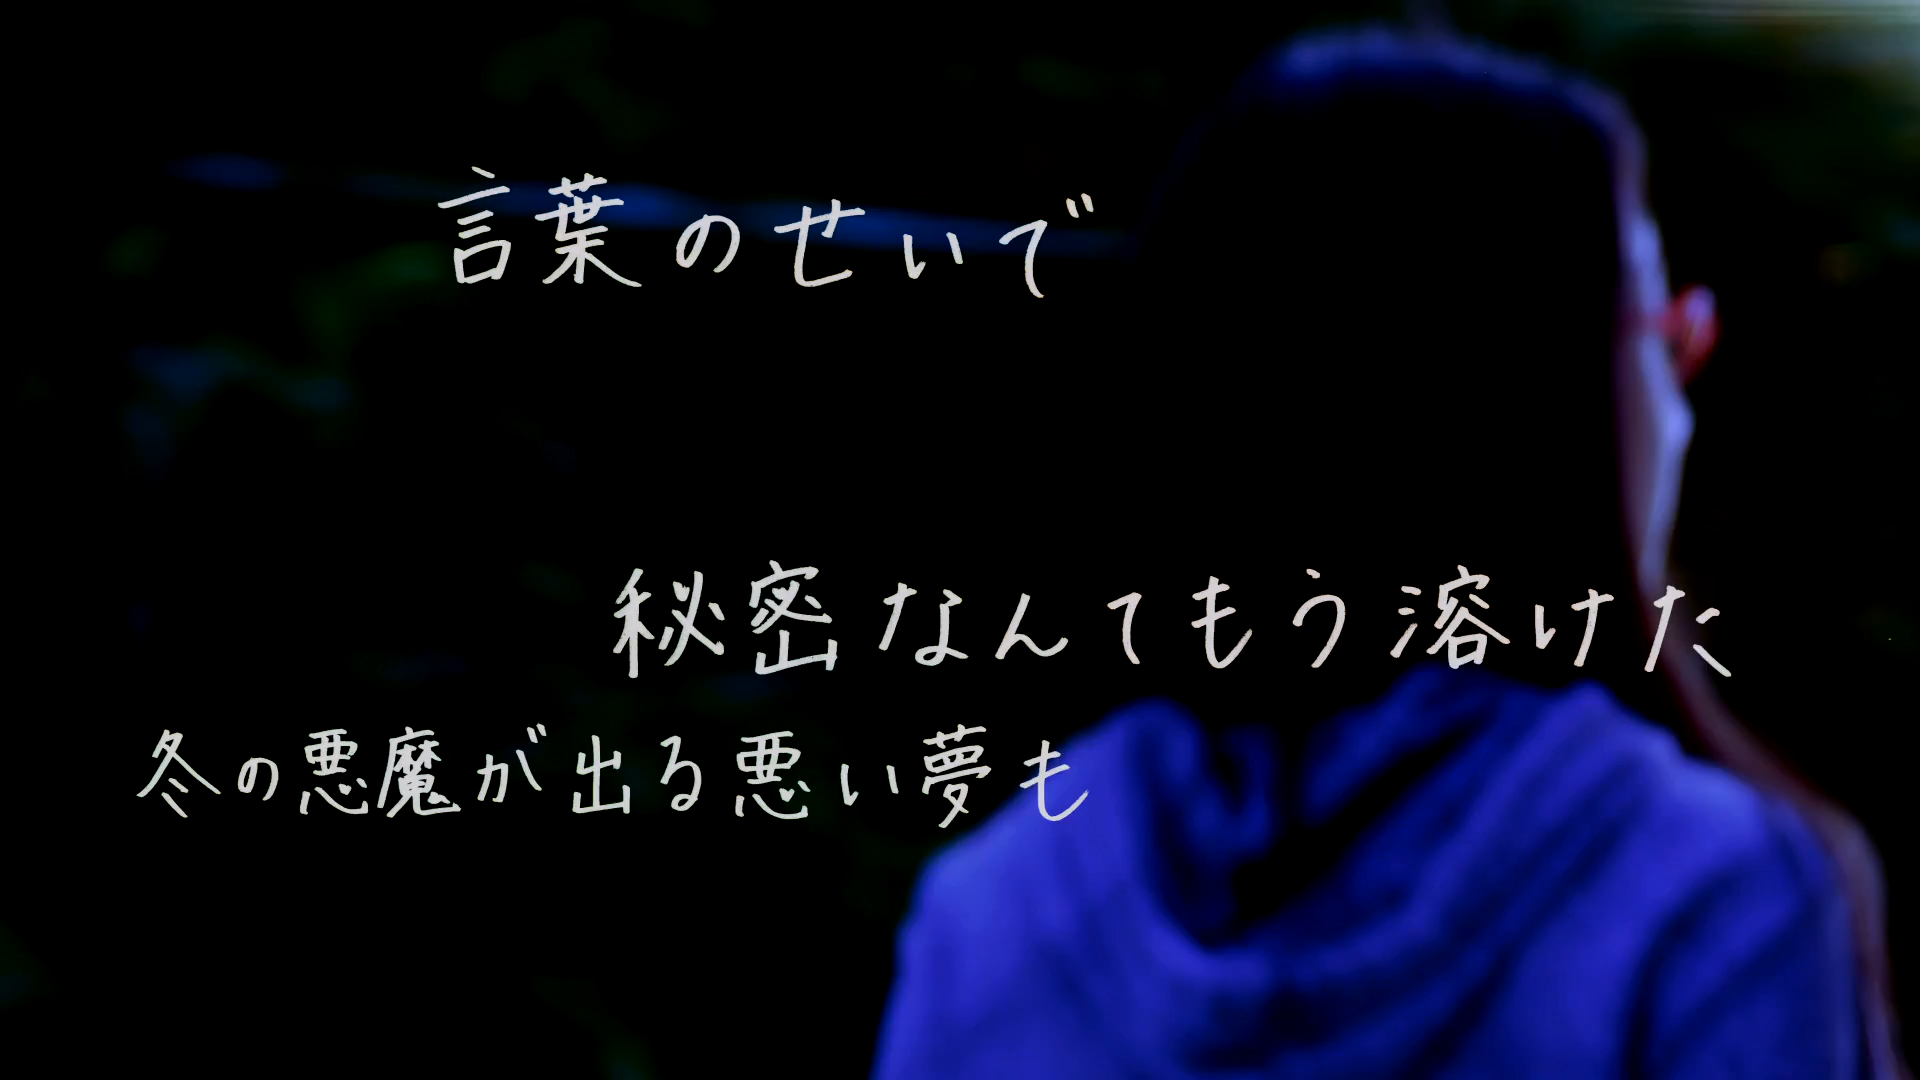 言葉のせいで
秘密なんてもう溶けた
冬の悪魔が出る悪い夢も